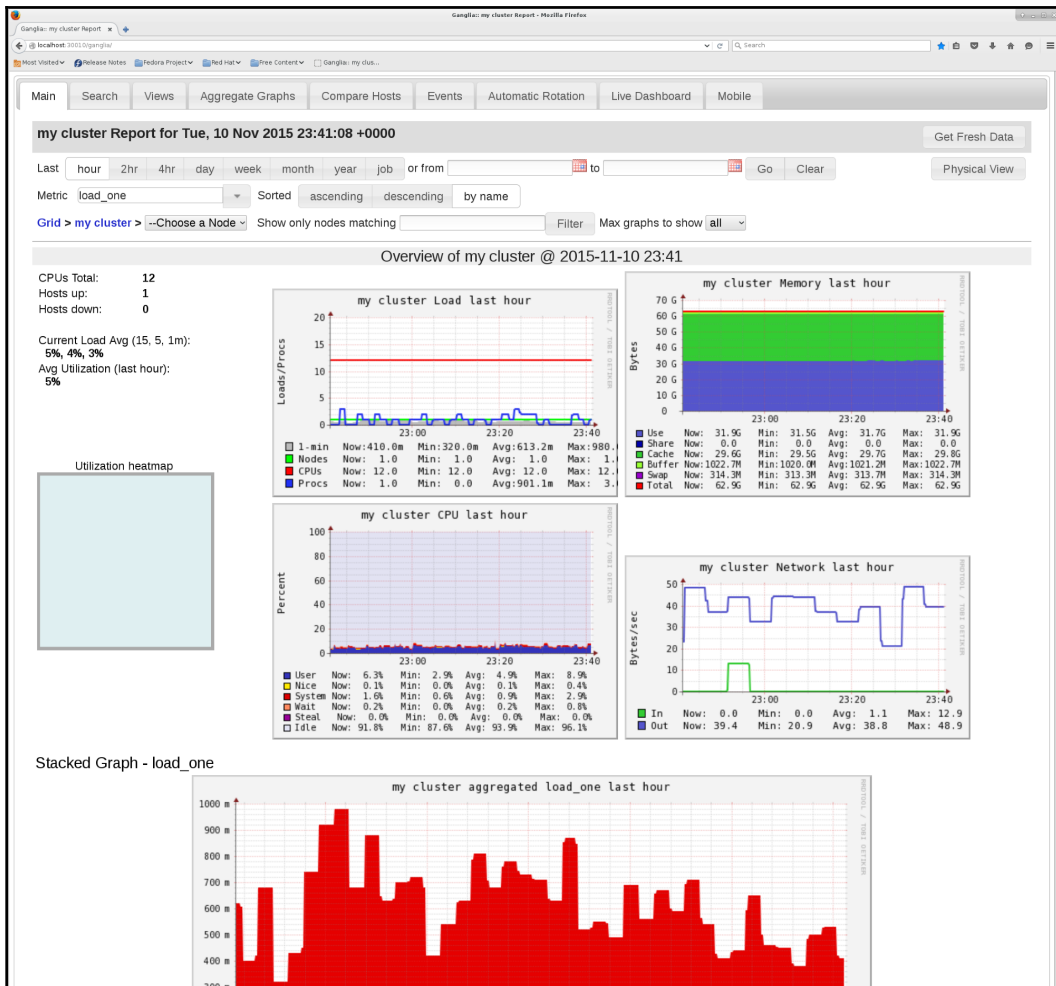 Ganglia:: my cluster Report - Mozilla Firefox
Ganglia:: my cluster Report
localhost:30010/ganglia/
Search
Most Visited Release Notes Fedora Project Red Hat Free Content Ganglia:: my clus...
Main Search Views Aggregate Graphs Compare Hosts Events Automatic Rotation Live Dashboard Mobile
my cluster Report for Tue, 10 Nov 2015 23:41:08 +0000
Get Fresh Data
Last hour 2hr 4hr day week month year job or from to Go Clear
Physical View
Metric load_one Sorted ascending descending by name
Grid > my cluster > --Choose a Node Show only nodes matching Filter Max graphs to show all
Overview of my cluster @ 2015-11-10 23:41
CPUs Total: 12
Hosts up: 1
Hosts down: 0
Current Load Avg (15, 5, 1m):
5%, 4%, 3%
Avg Utilization (last hour):
5%
Utilization heatmap
my cluster Load last hour
RRDTOOL / TOBI OETIKER
Loads/Procs
20
15
10
5
0
23:00 23:20 23:40
1-min Now:410.0m Min:320.0m Avg:613.2m Max:980.
Nodes Now: 1.0 Min: 1.0 Avg: 1.0 Max: 1.
CPUs Now: 12.0 Min: 12.0 Avg: 12.0 Max: 12.
Procs Now: 1.0 Min: 0.0 Avg:901.1m Max: 3.
my cluster Memory last hour
RRDTOOL / TOBI OETIKER
Bytes
70 G
60 G
50 G
40 G
30 G
20 G
10 G
0
23:00 23:20 23:40
Use Now: 31.9G Min: 31.5G Avg: 31.7G Max: 31.9G
Share Now: 0.0 Min: 0.0 Avg: 0.0 Max: 0.0
Cache Now: 29.6G Min: 29.5G Avg: 29.7G Max: 29.8G
Buffer Now:1022.7M Min:1020.0M Avg:1021.2M Max:1022.7M
Swap Now: 314.3M Min: 313.3M Avg: 313.7M Max: 314.3M
Total Now: 62.9G Min: 62.9G Avg: 62.9G Max: 62.9G
my cluster CPU last hour
RRDTOOL / TOBI OETIKER
Percent
100
80
60
40
20
0
23:00 23:20 23:40
User Now: 6.3% Min: 2.9% Avg: 4.9% Max: 8.9%
Nice Now: 0.1% Min: 0.0% Avg: 0.1% Max: 0.4%
System Now: 1.6% Min: 0.6% Avg: 0.9% Max: 2.9%
Wait Now: 0.2% Min: 0.0% Avg: 0.2% Max: 0.8%
Steal Now: 0.0% Min: 0.0% Avg: 0.0% Max: 0.0%
Idle Now: 91.8% Min: 87.6% Avg: 93.9% Max: 96.1%
my cluster Network last hour
RRDTOOL / TOBI OETIKER
Bytes/sec
50
40
30
20
10
0
23:00 23:20 23:40
In Now: 0.0 Min: 0.0 Avg: 1.1 Max: 12.9
Out Now: 39.4 Min: 20.9 Avg: 38.8 Max: 48.9
Stacked Graph - load_one
my cluster aggregated load_one last hour
RRDTOOL / TOBI OETIKER
1000 m
900 m
800 m
700 m
600 m
500 m
400 m